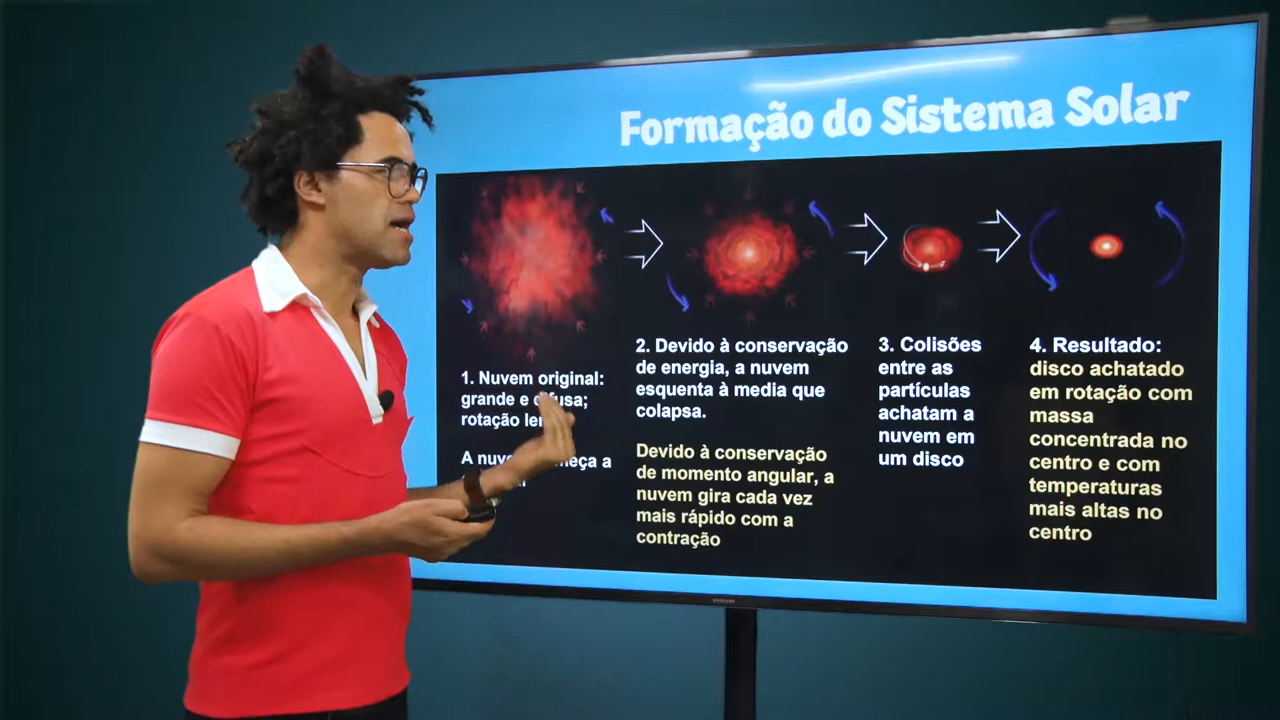 Formação do Sistema Solar
1. Nuvem original:
grande e difusa;
rotação
A começa a
2. Devido à conservação
de energia, a nuvem
esquenta à media que
colapsa.
Devido à conservação
de momento angular, a
nuvem gira cada vez
mais rápido com a
contração
3. Colisões
entre as
partículas
achatam a
nuvem em
um disco
4. Resultado:
disco achatado
em rotação com
massa
concentrada no
centro e com
temperaturas
mais altas no
centro
SAMSUNG